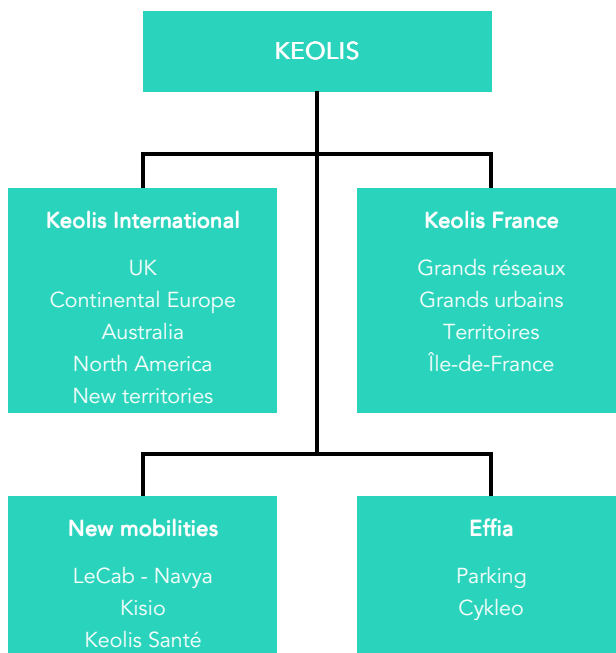 KEOLIS
Keolis International
UK
Continental Europe
Australia
North America
New territories
Keolis France
Grands réseaux
Grands urbains
Territoires
Île-de-France
New mobilities
LeCab - Navya
Kisio
Keolis Santé
Effia
Parking
Cykleo